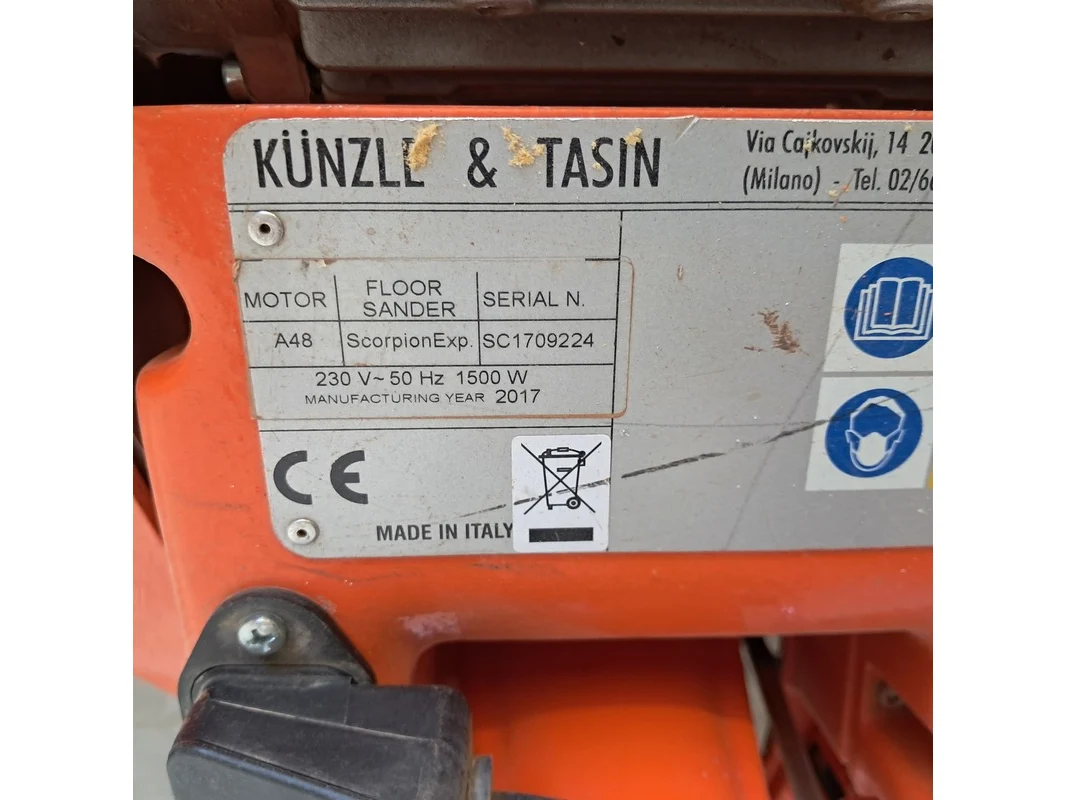 KÜNZLE & TASIN
Via Cajkovskij, 14
(Milano) - Tel. 02/6
MOTOR
FLOOR
SANDER
SERIAL N.
A48
ScorpionExp.
SC1709224
230 V~ 50 Hz 1500 W
MANUFACTURING YEAR 2017
CE
MADE IN ITALY